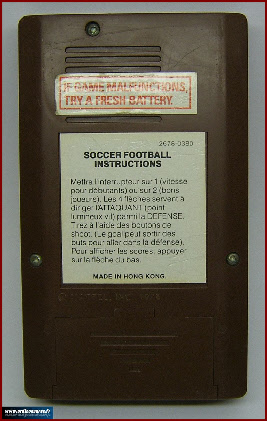 IF GAME MALFUNCTIONS,
TRY A FRESH BATTERY.
2678-0380
SOCCER FOOTBALL
INSTRUCTIONS
Mettre l'interrupteur sur 1 (vitesse
pour débutants) ou sur 2 (bons
joueurs). Les 4 flèches servent à
diriger l'ATTAQUANT (point
lumineux vif) parmi la DEFENSE.
Tirez à l'aide des boutons de
shoot. (Le goal peut sortir des
buts pour aller dans la défense).
Pour afficher les scores, appuyer
sur la flèche du bas.
MADE IN HONG KONG.